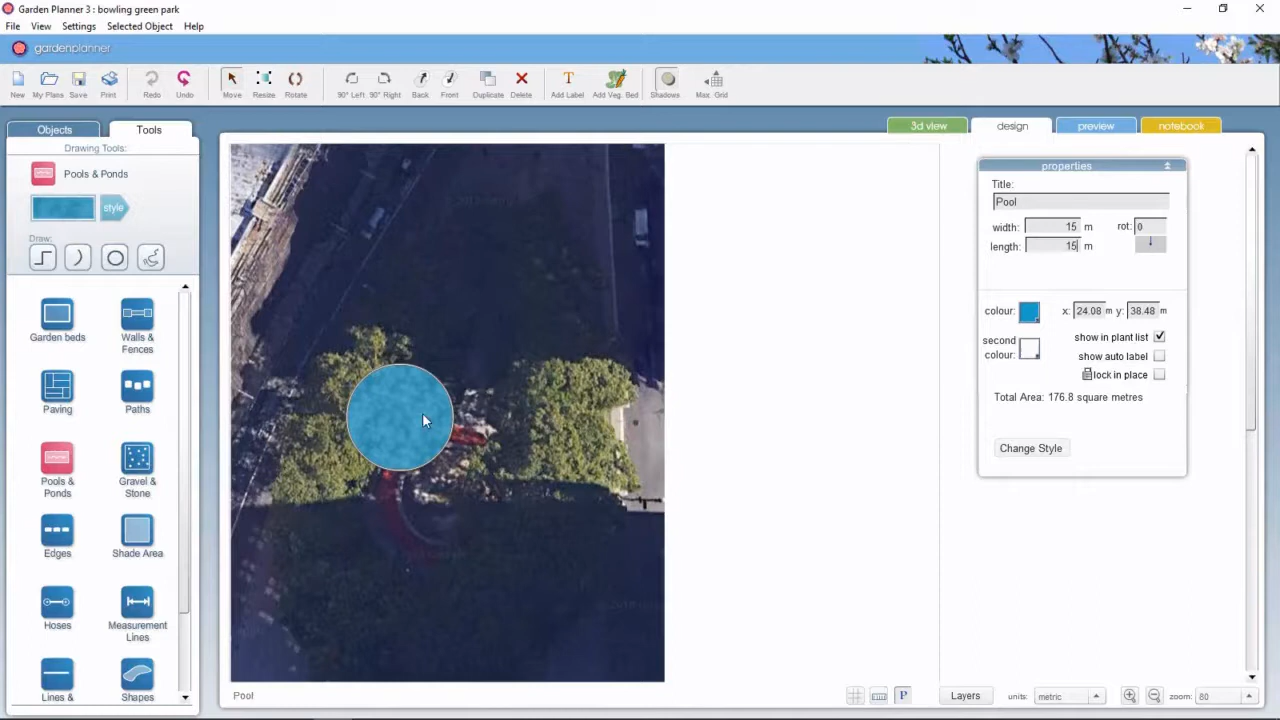 Garden Planner 3 : bowling green park
File View Settings Selected Object Help
gardenplanner
New My Plans Save Print Redo Undo Move Resize Rotate 90° Left 90° Right Back Front Duplicate Delete Add Label Add Veg. Bed Shadows Max. Grid
Objects Tools
3d view design preview notebook
Drawing Tools:
Pools & Ponds
style
Draw:
Garden beds
Walls & Fences
Paving
Paths
Pools & Ponds
Gravel & Stone
Edges
Shade Area
Hoses
Measurement Lines
Lines &
Shapes
properties
Title:
Pool
width: 15 m rot: 0
length: 15 m
colour: x: 24.08 m y: 38.48 m
second colour:
show in plant list
show auto label
lock in place
Total Area: 176.8 square metres
Change Style
Pool
P Layers units: metric zoom: 80